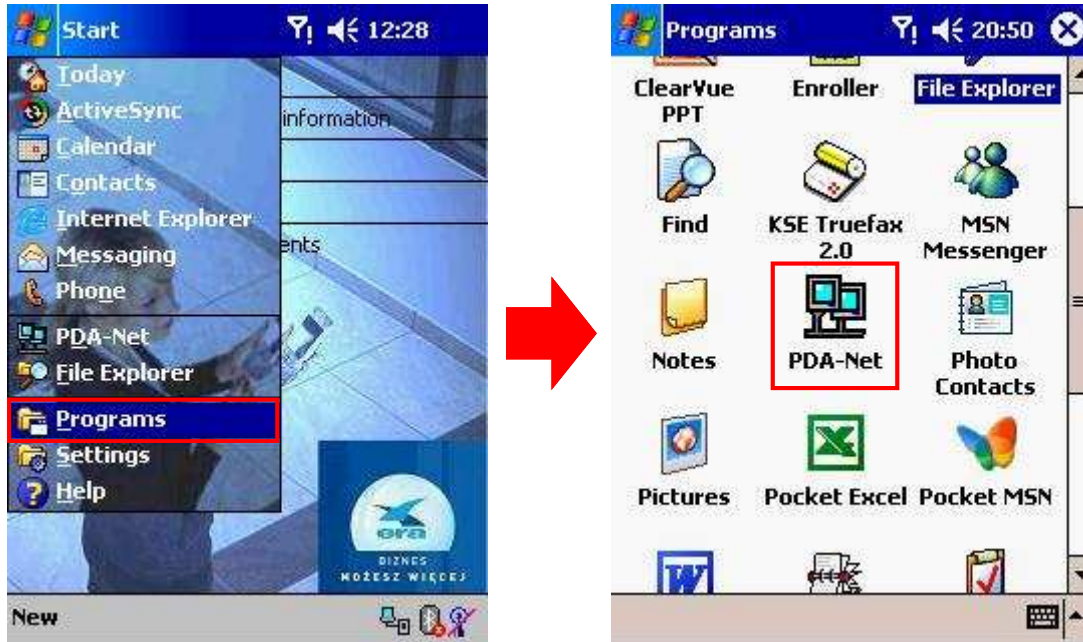 Start 12:28
Today
ActiveSync
information
Calendar
Contacts
Internet Explorer
ents
Messaging
Phone
PDA-Net
File Explorer
Programs
Settings
Help
era
BIZNES
MOŻESZ WIĘCEJ
New
Programs 20:50
ClearVue PPT
Enroller
File Explorer
Find
KSE Truefax 2.0
MSN Messenger
Notes
PDA-Net
Photo Contacts
Pictures
Pocket Excel
Pocket MSN
W